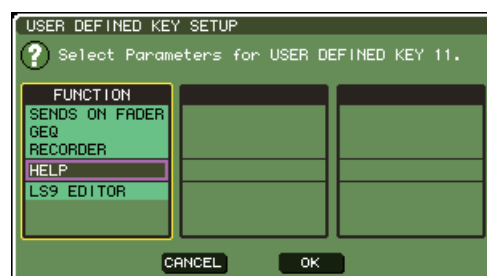 USER DEFINED KEY SETUP
? Select Parameters for USER DEFINED KEY 11.
FUNCTION
SENDS ON FADER
GEQ
RECORDER
HELP
LS9 EDITOR
CANCEL
OK